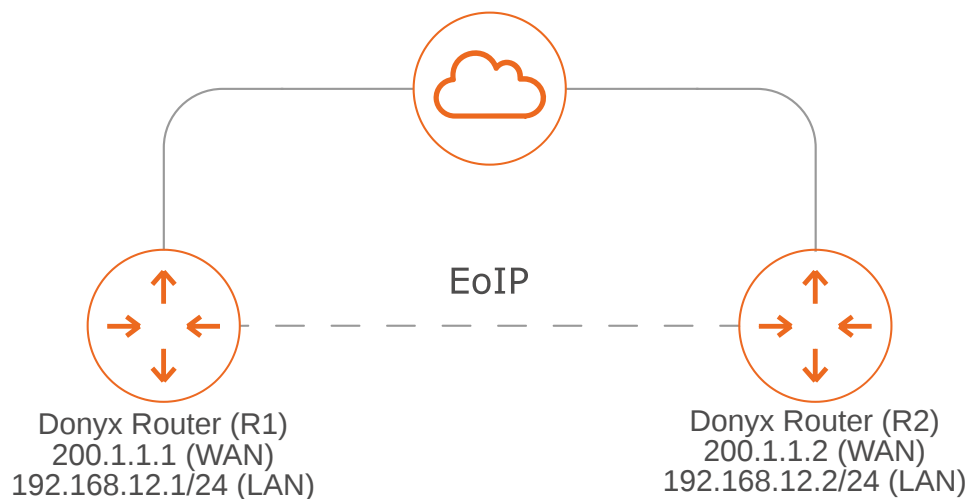 EoIP
Donyx Router (R1)
200.1.1.1 (WAN)
192.168.12.1/24 (LAN)
Donyx Router (R2)
200.1.1.2 (WAN)
192.168.12.2/24 (LAN)